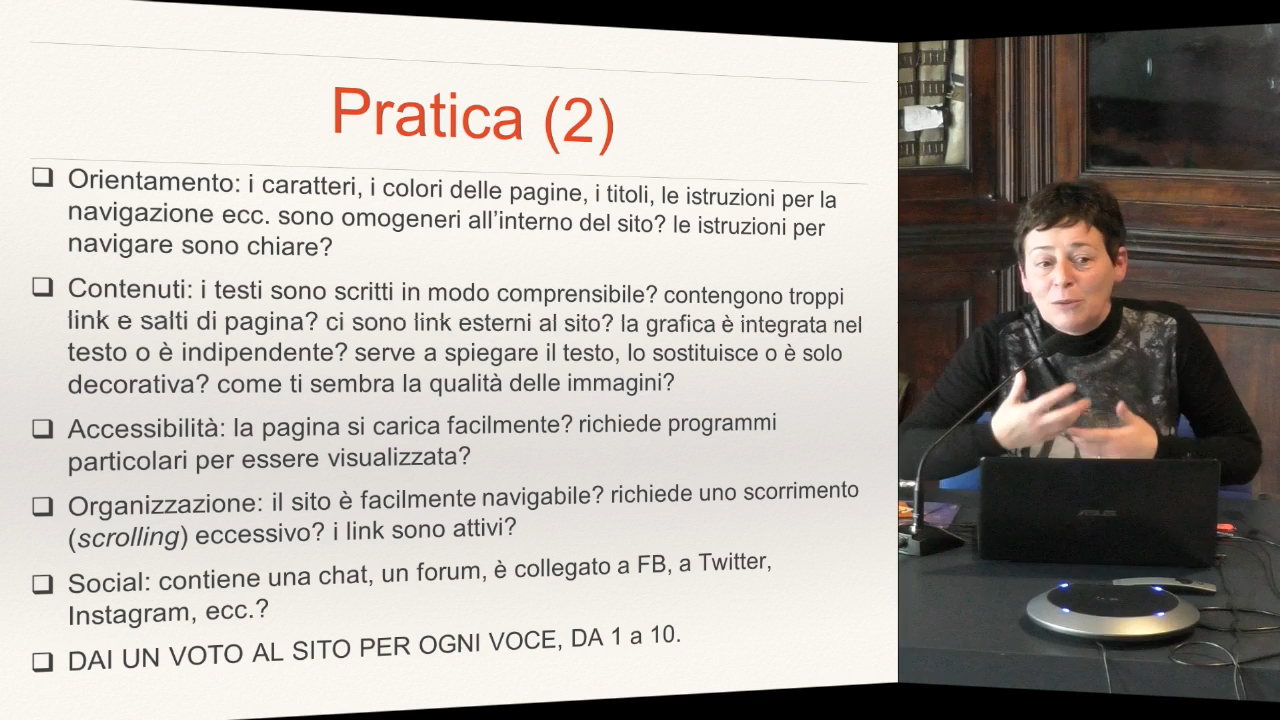 Pratica (2)
❑ Orientamento: i caratteri, i colori delle pagine, i titoli, le istruzioni per la
navigazione ecc. sono omogeneri all'interno del sito? le istruzioni per
navigare sono chiare?
❑ Contenuti: i testi sono scritti in modo comprensibile? contengono troppi
link e salti di pagina? ci sono link esterni al sito? la grafica è integrata nel
testo o è indipendente? serve a spiegare il testo, lo sostituisce o è solo
decorativa? come ti sembra la qualità delle immagini?
❑ Accessibilità: la pagina si carica facilmente? richiede programmi
particolari per essere visualizzata?
❑ Organizzazione: il sito è facilmente navigabile? richiede uno scorrimento
(scrolling) eccessivo? i link sono attivi?
❑ Social: contiene una chat, un forum, è collegato a FB, a Twitter,
Instagram, ecc.?
❑ DAI UN VOTO AL SITO PER OGNI VOCE, DA 1 a 10.
ASUS